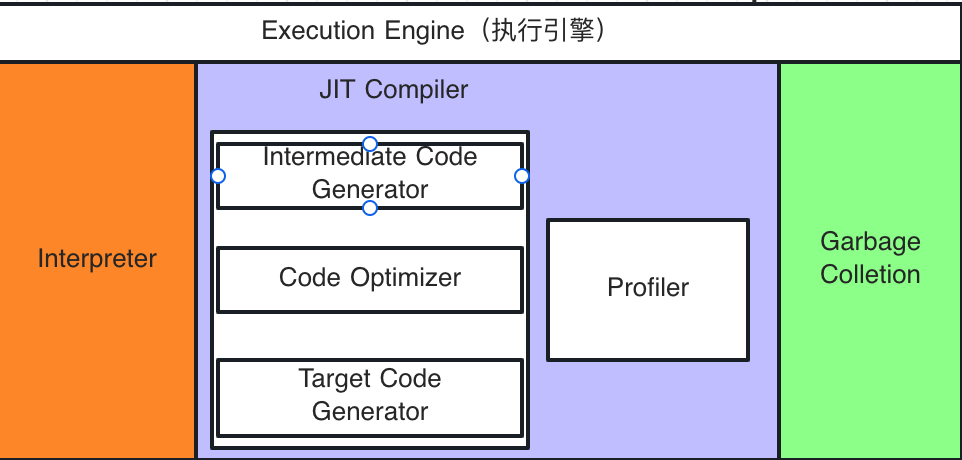 Execution Engine（执行引擎）
JIT Compiler
Intermediate Code
Generator
Interpreter
Code Optimizer
Profiler
Garbage
Colletion
Target Code
Generator